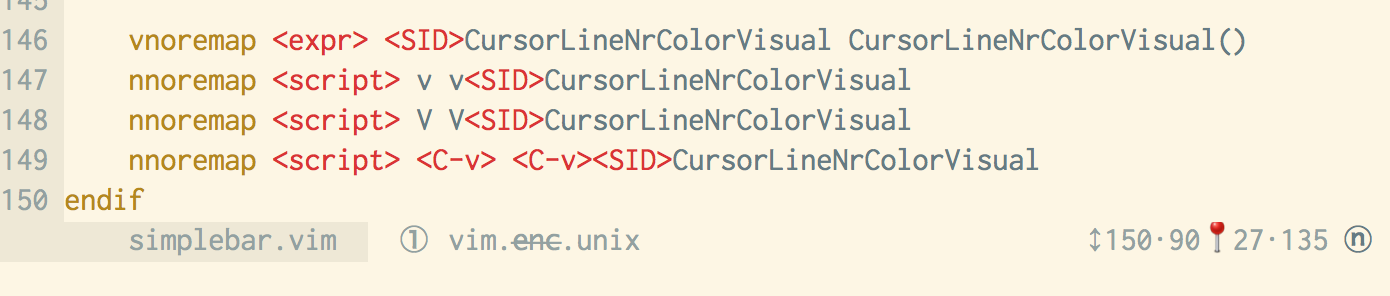 145
146 vnoremap <expr> <SID>CursorLineNrColorVisual CursorLineNrColorVisual()
147 nnoremap <script> v v<SID>CursorLineNrColorVisual
148 nnoremap <script> V V<SID>CursorLineNrColorVisual
149 nnoremap <script> <C-v> <C-v><SID>CursorLineNrColorVisual
150 endif
simplebar.vim ① vim.enc.unix ↕150·90📍27·135 ⓝ